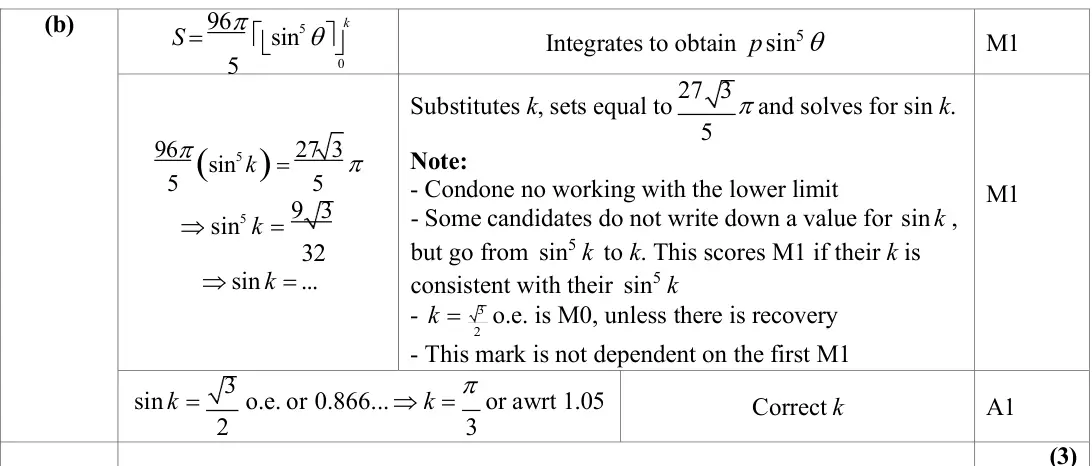 (b)
S = 96π/5 [sin⁵ θ]₀ᵏ
Integrates to obtain p sin⁵ θ
M1
96π/5 (sin⁵ k) = 27√3/5 π
⇒ sin⁵ k = 9√3/32
⇒ sin k = ...
Substitutes k, sets equal to 27√3/5 π and solves for sin k.
Note:
- Condone no working with the lower limit
- Some candidates do not write down a value for sin k ,
but go from sin⁵ k to k. This scores M1 if their k is
consistent with their sin⁵ k
- k = √3/2 o.e. is M0, unless there is recovery
- This mark is not dependent on the first M1
M1
sin k = √3/2 o.e. or 0.866... ⇒ k = π/3 or awrt 1.05
Correct k
A1
(3)